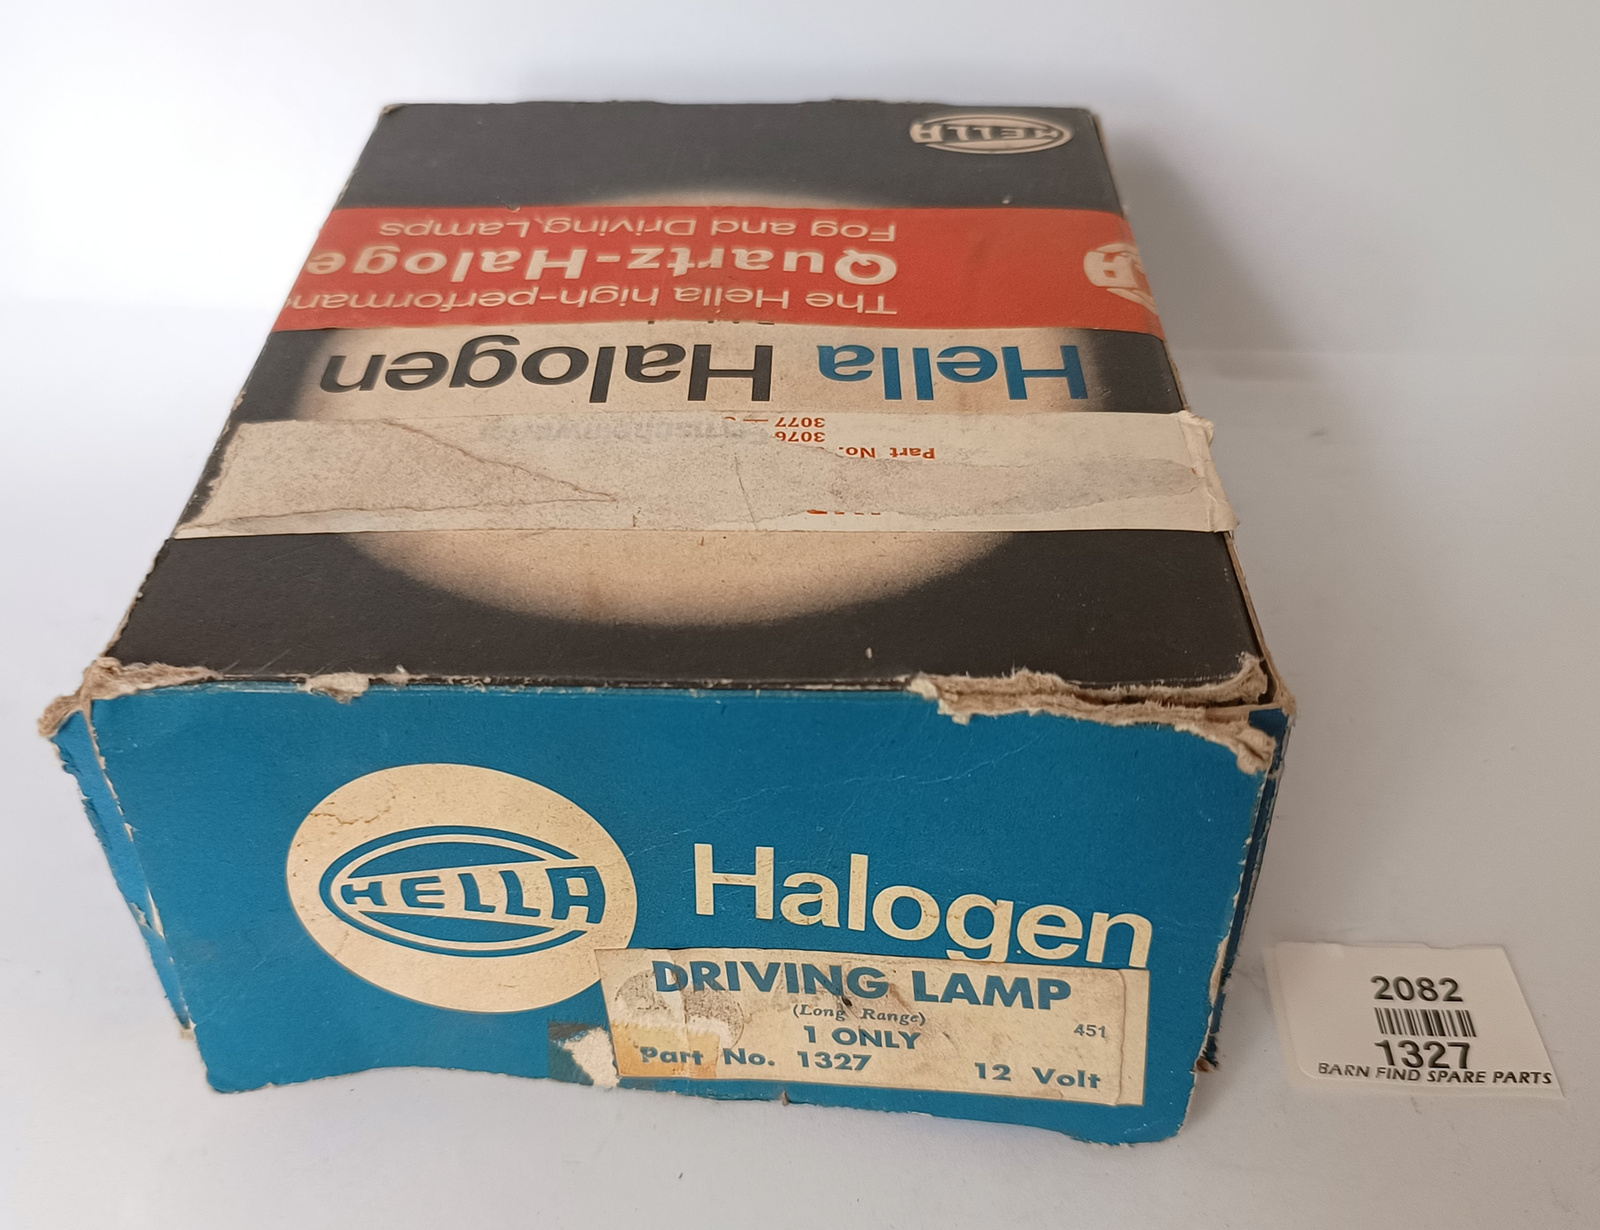 HELLA
Fog and Driving Lamps
Quartz-Haloge
The Hella high-performan
Hella Halogen
Part No.
3076
3077 —
HELLA
Halogen
DRIVING LAMP
(Long Range)
1 ONLY
451
Part No. 1327
12 Volt
2082
1327
BARN FIND SPARE PARTS